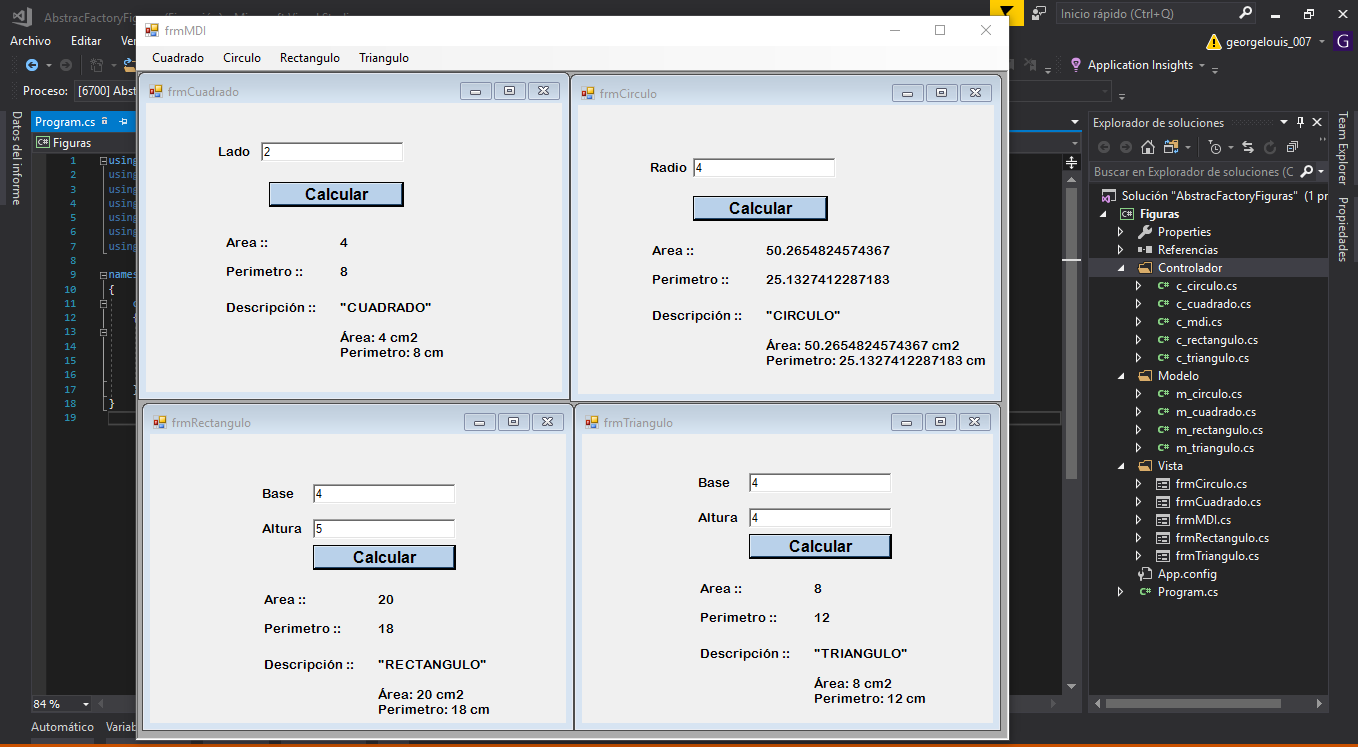 AbstracFactoryFiguras (Ejecución) - Microsoft Visual Studio
Inicio rápido (Ctrl+Q)
Archivo Editar Ver
georgelouis_007 G
Application Insights
Proceso: [6700] Abst
Datos del informe
Program.cs
Figuras
1 using
2 using
3 using
4 using
5 using
6 using
7 using
8
9 names
10 {
11 c
12 {
13
14
15
16
17 }
18 }
19
84 %
Automático Variab
frmMDI
Cuadrado Circulo Rectangulo Triangulo
frmCuadrado
Lado 2
Calcular
Area :: 4
Perimetro :: 8
Descripción :: "CUADRADO"
Área: 4 cm2
Perimetro: 8 cm
frmCirculo
Radio 4
Calcular
Area :: 50.2654824574367
Perimetro :: 25.1327412287183
Descripción :: "CIRCULO"
Área: 50.2654824574367 cm2
Perimetro: 25.1327412287183 cm
frmRectangulo
Base 4
Altura 5
Calcular
Area :: 20
Perimetro :: 18
Descripción :: "RECTANGULO"
Área: 20 cm2
Perimetro: 18 cm
frmTriangulo
Base 4
Altura 4
Calcular
Area :: 8
Perimetro :: 12
Descripción :: "TRIANGULO"
Área: 8 cm2
Perimetro: 12 cm
Explorador de soluciones
Buscar en Explorador de soluciones (C
Solución "AbstracFactoryFiguras" (1 pr
C# Figuras
Properties
Referencias
Controlador
C# c_circulo.cs
C# c_cuadrado.cs
C# c_mdi.cs
C# c_rectangulo.cs
C# c_triangulo.cs
Modelo
C# m_circulo.cs
C# m_cuadrado.cs
C# m_rectangulo.cs
C# m_triangulo.cs
Vista
frmCirculo.cs
frmCuadrado.cs
frmMDI.cs
frmRectangulo.cs
frmTriangulo.cs
App.config
C# Program.cs
Team Explorer
Propiedades